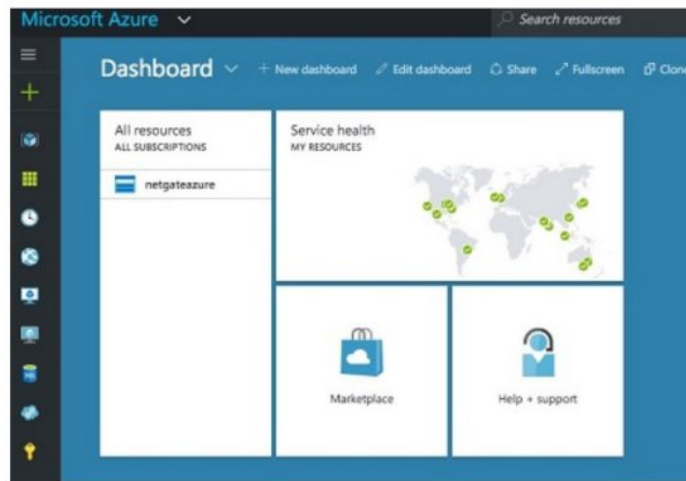 Microsoft Azure
Search resources
Dashboard
+ New dashboard
Edit dashboard
Share
Fullscreen
Clone
All resources
ALL SUBSCRIPTIONS
Service health
MY RESOURCES
netgateazure
Marketplace
Help + support
SQL